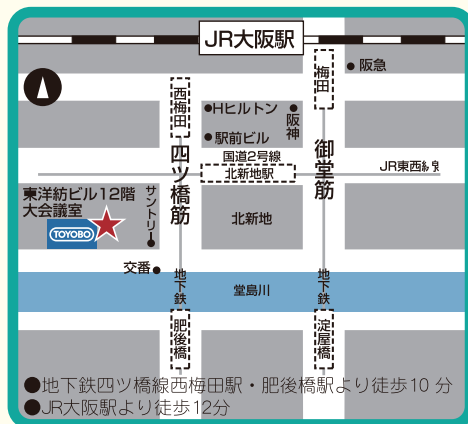 JR大阪駅
阪急
梅田
西梅田
Hヒルトン
阪神
駅前ビル
四ツ橋筋
御堂筋
国道2号線
北新地駅
JR東西線
東洋紡ビル12階
大会議室
TOYOBO
サントリー
北新地
交番
地下鉄
堂島川
地下鉄
肥後橋
淀屋橋
●地下鉄四ツ橋線西梅田駅・肥後橋駅より徒歩10 分
●JR大阪駅より徒歩12分